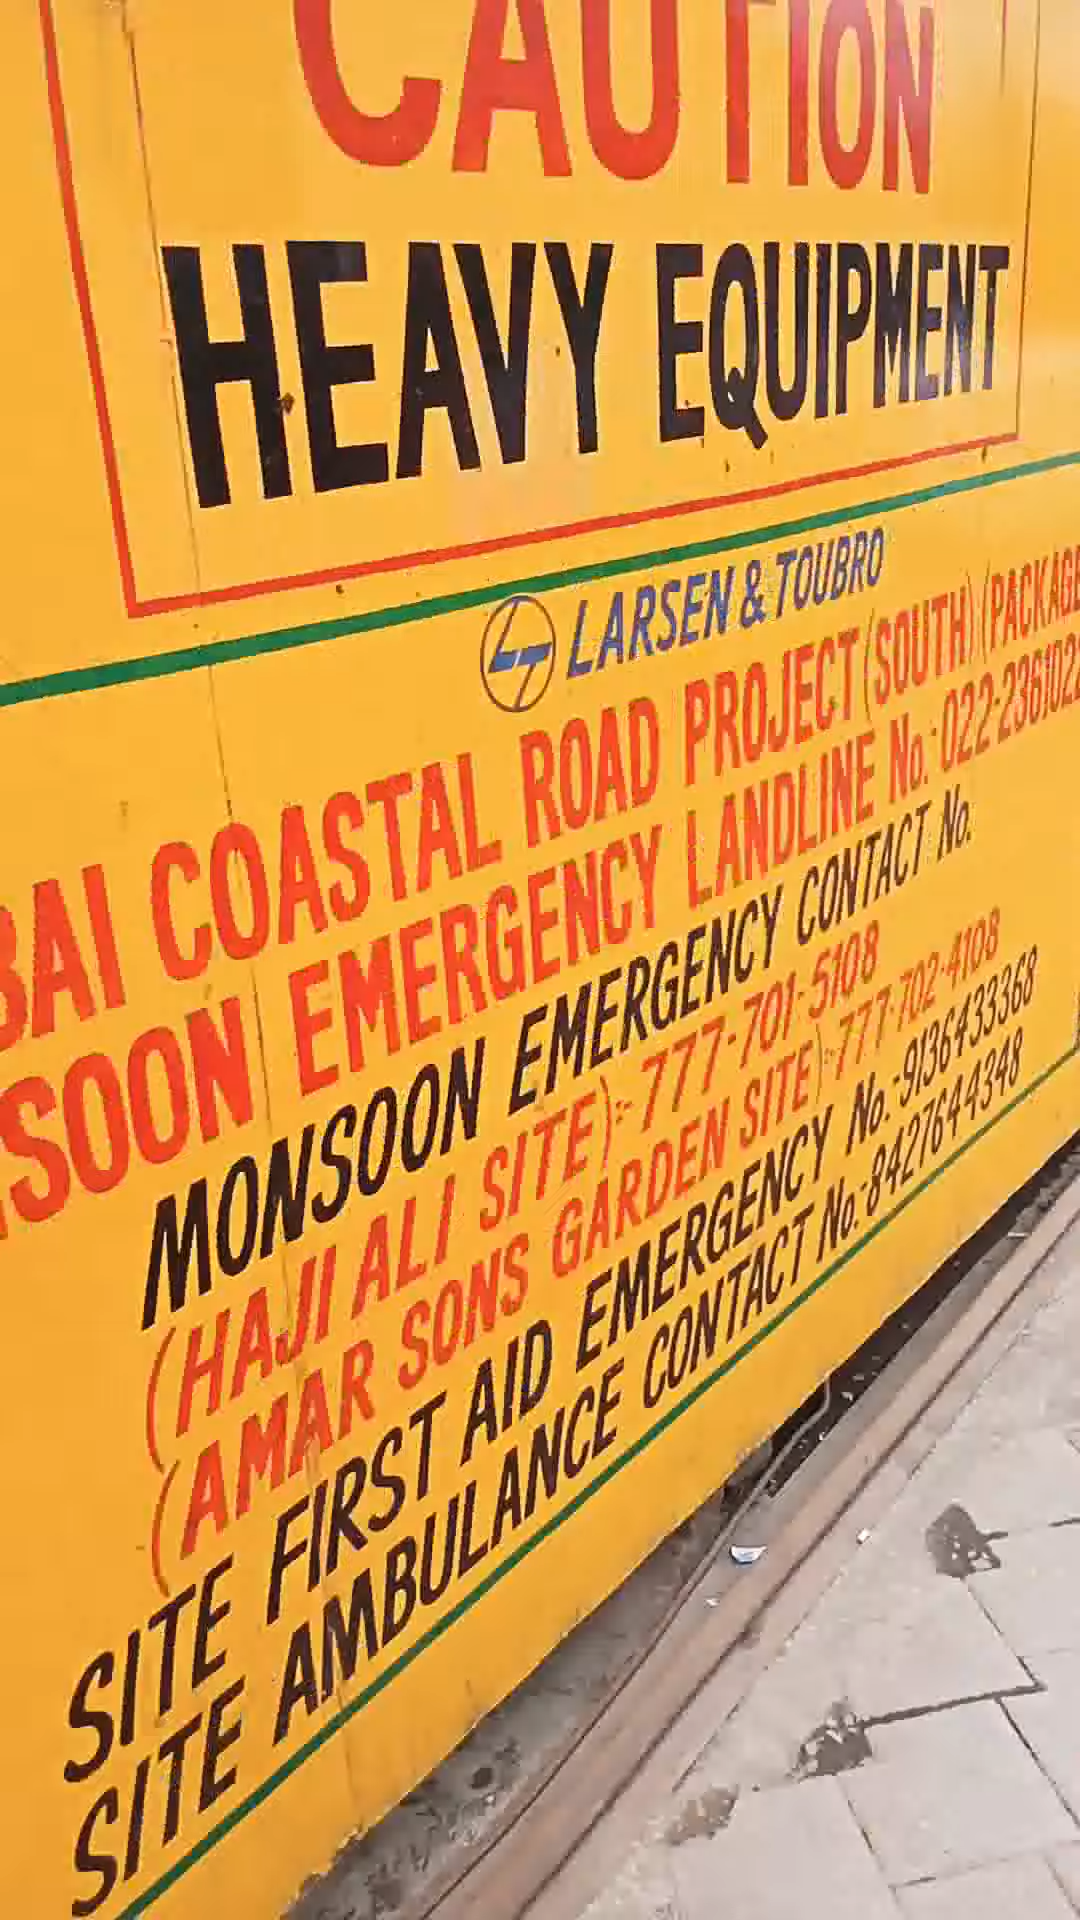 CAUTION
HEAVY EQUIPMENT
LT LARSEN & TOUBRO
BAI COASTAL ROAD PROJECT (SOUTH) (PACKAGE
SOON EMERGENCY LANDLINE No.: 022-2361022
MONSOON EMERGENCY CONTACT No.
(HAJI ALI SITE):- 777-701-5108
(AMAR SONS GARDEN SITE):-777-702-4108
SITE FIRST AID EMERGENCY No.-9136433368
SITE AMBULANCE CONTACT No.-8427644348